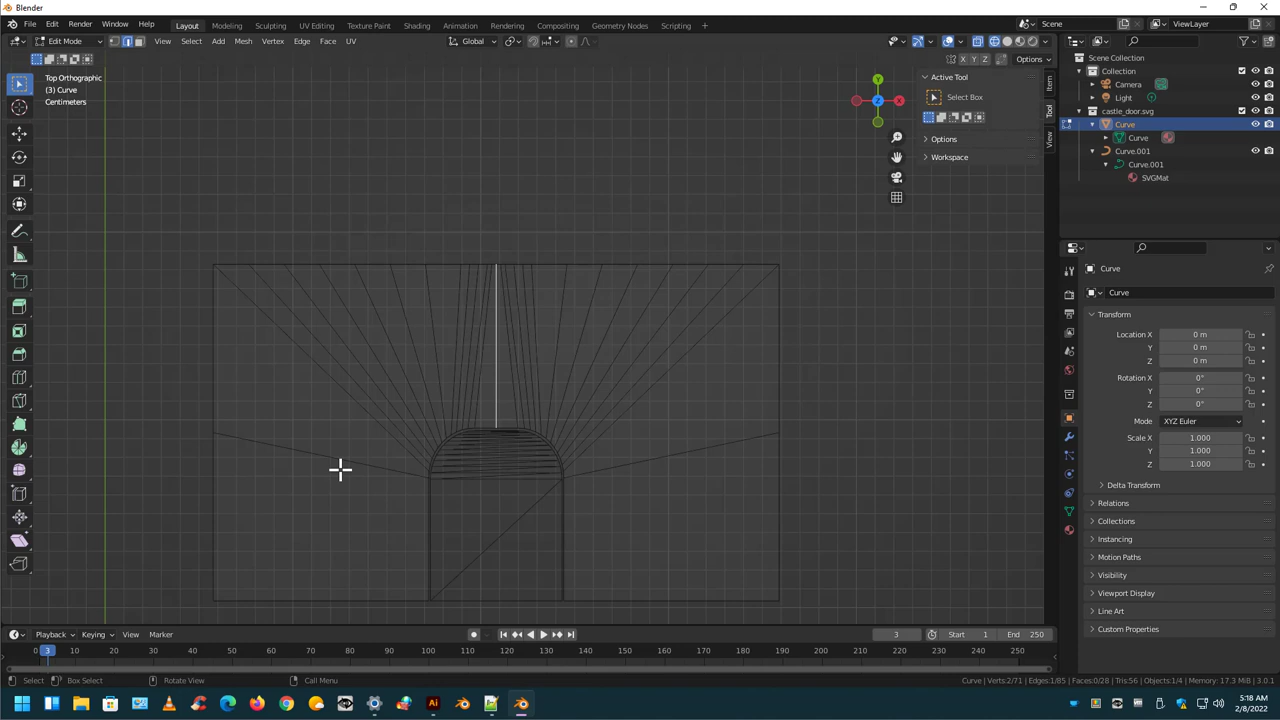 Blender
File Edit Render Window Help Layout Modeling Sculpting UV Editing Texture Paint Shading Animation Rendering Compositing Geometry Nodes Scripting + Scene ViewLayer
Edit Mode View Select Add Mesh Vertex Edge Face UV Global
X Y Z Options
Top Orthographic
(3) Curve
Centimeters
Y
X
Z
Active Tool
Select Box
Options
Workspace
Item
Tool
View
Scene Collection
Collection
Camera
Light
castle_door.svg
Curve
Curve
Curve.001
Curve.001
SVGMat
Curve
Curve
Transform
Location X 0 m
Y 0 m
Z 0 m
Rotation X 0°
Y 0°
Z 0°
Mode XYZ Euler
Scale X 1.000
Y 1.000
Z 1.000
Delta Transform
Relations
Collections
Instancing
Motion Paths
Visibility
Viewport Display
Line Art
Custom Properties
Playback Keying View Marker 3 Start 1 End 250
0 3 10 20 30 40 50 60 70 80 90 100 110 120 130 140 150 160 170 180 190 200 210 220 230 240 250
Select Box Select Rotate View Call Menu Curve | Verts:2/71 | Edges:1/85 | Faces:0/28 | Tris:56 | Objects:1/4 | Memory: 17.3 MiB | 3.0.1
Ai
5:18 AM
2/8/2022